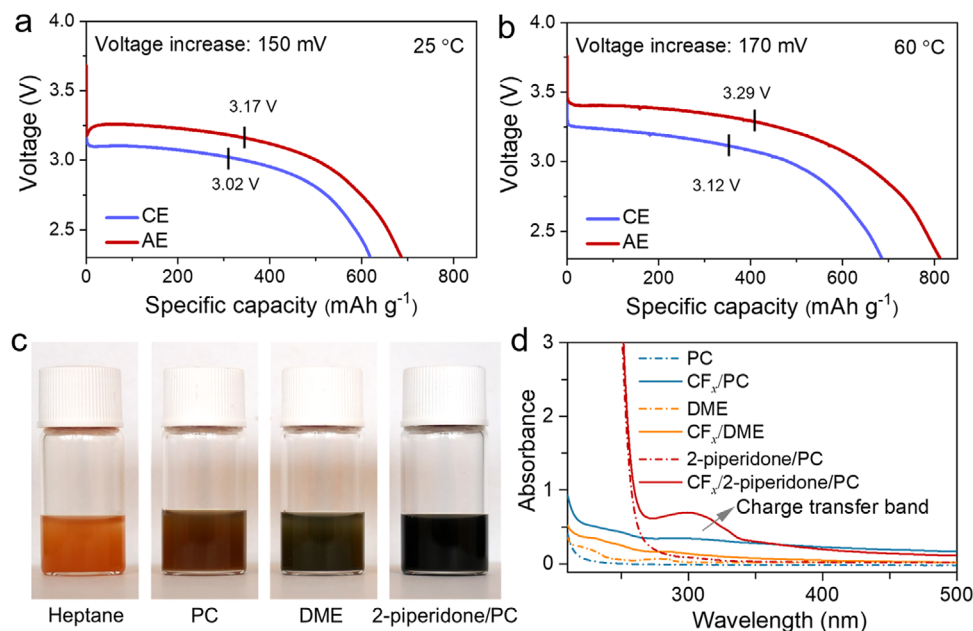 a
4.0
3.5
3.0
2.5
Voltage (V)
Voltage increase: 150 mV
25 °C
3.17 V
3.02 V
CE
AE
0
200
400
600
800
Specific capacity (mAh g⁻¹)
b
4.0
3.5
3.0
2.5
Voltage (V)
Voltage increase: 170 mV
60 °C
3.29 V
3.12 V
CE
AE
0
200
400
600
800
Specific capacity (mAh g⁻¹)
c
Heptane
PC
DME
2-piperidone/PC
d
3
2
1
0
Absorbance
PC
CFₓ/PC
DME
CFₓ/DME
2-piperidone/PC
CFₓ/2-piperidone/PC
Charge transfer band
300
400
500
Wavelength (nm)